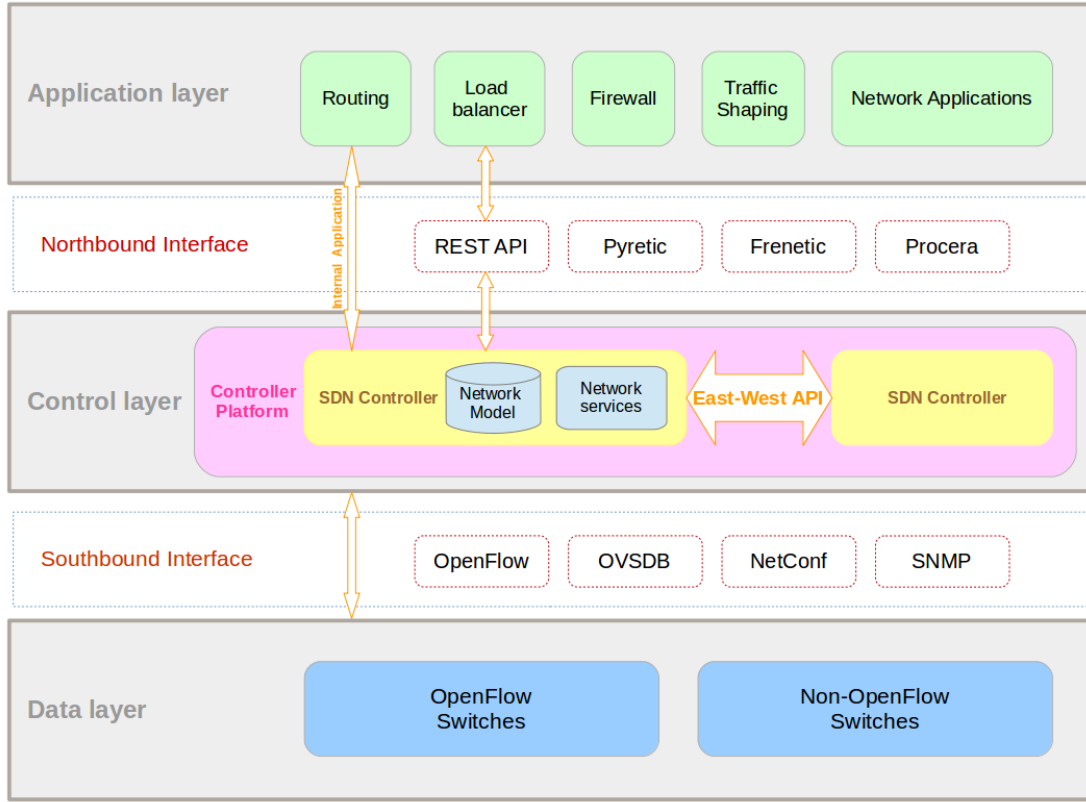 Application layer
Routing
Load
balancer
Firewall
Traffic
Shaping
Network Applications
Internal Application
Northbound Interface
REST API
Pyretic
Frenetic
Procera
Control layer
Controller
Platform
SDN Controller
Network
Model
Network
services
East-West API
SDN Controller
Southbound Interface
OpenFlow
OVSDB
NetConf
SNMP
Data layer
OpenFlow
Switches
Non-OpenFlow
Switches